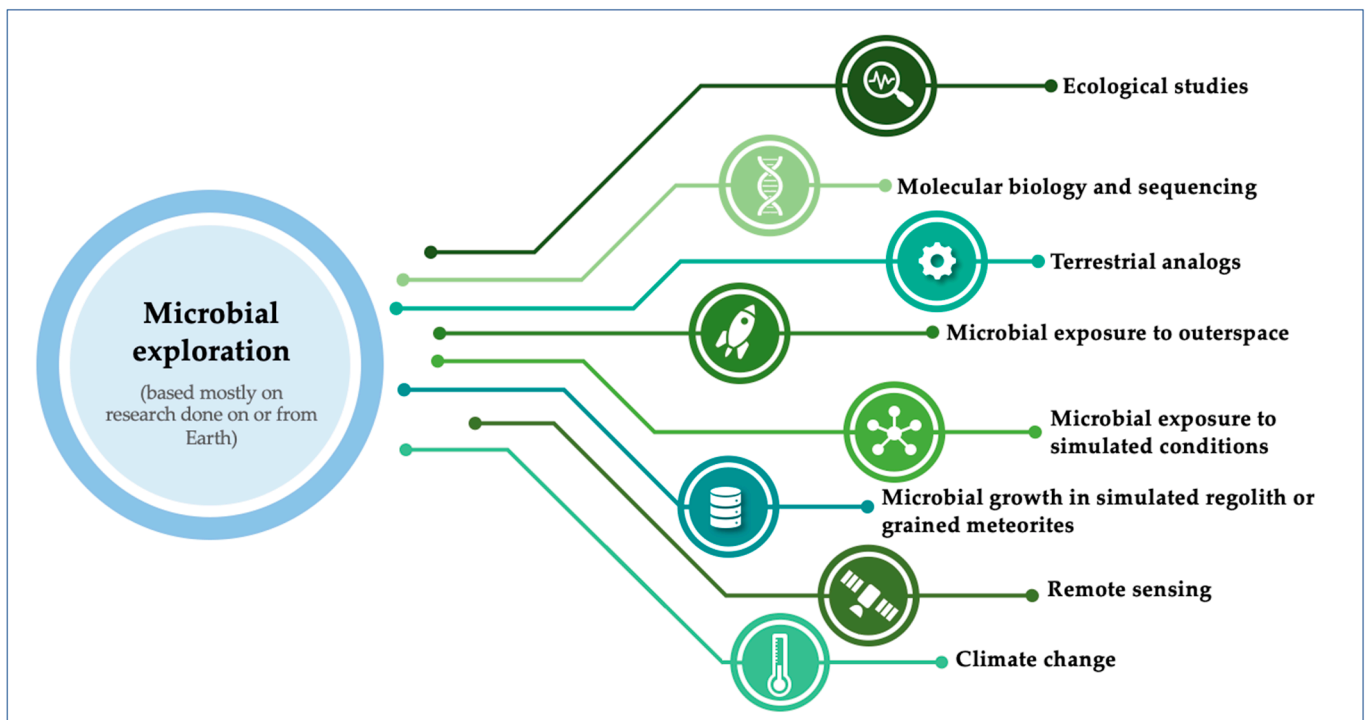 Microbial
exploration
(based mostly on
research done on or from
Earth)
Ecological studies
Molecular biology and sequencing
Terrestrial analogs
Microbial exposure to outerspace
Microbial exposure to
simulated conditions
Microbial growth in simulated regolith or
grained meteorites
Remote sensing
Climate change